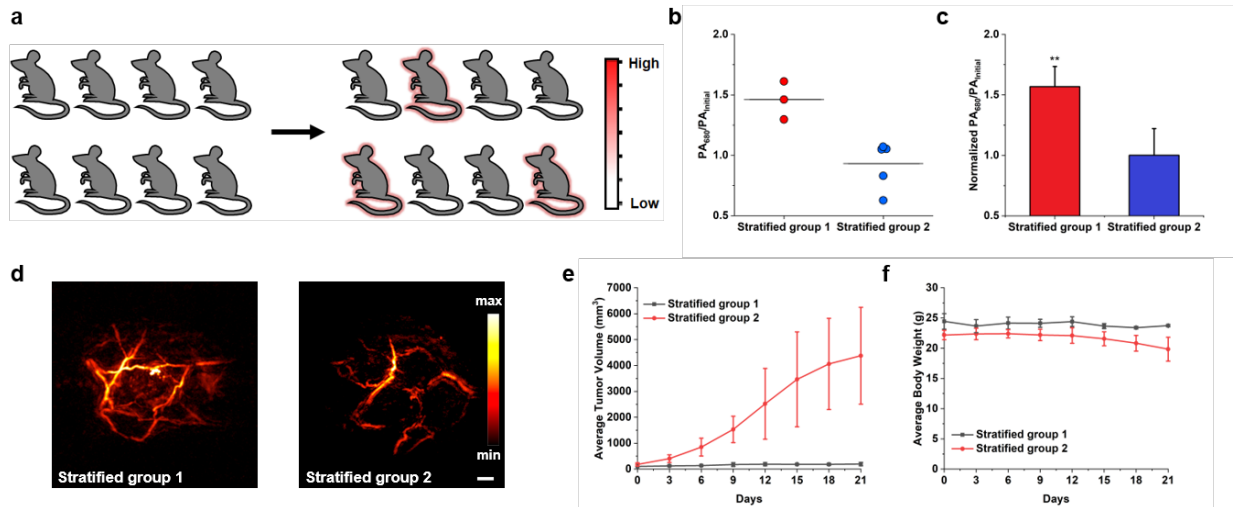 a
High
Low
b
2.0
1.5
1.0
0.5
PA680/PAInitial
Stratified group 1 Stratified group 2
c
2.0
1.5
1.0
0.5
Normalized PA680/PAInitial
**
Stratified group 1 Stratified group 2
d
Stratified group 1
Stratified group 2
max
min
e
7000
6000
5000
4000
3000
2000
1000
0
Average Tumor Volume (mm³)
Stratified group 1
Stratified group 2
0 3 6 9 12 15 18 21
Days
f
30
25
20
15
10
5
0
Average Body Weight (g)
Stratified group 1
Stratified group 2
0 3 6 9 12 15 18 21
Days